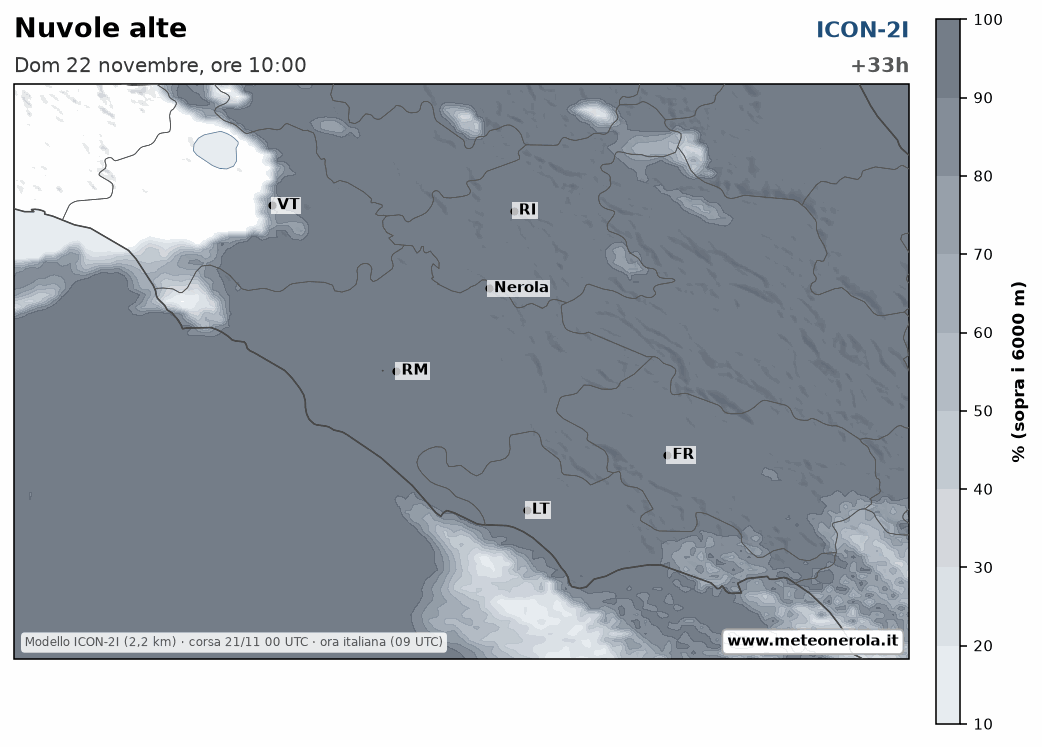 Nuvole alte
ICON-2I
Dom 22 novembre, ore 10:00
+33h
VT
RI
Nerola
RM
FR
LT
Modello ICON-2I (2,2 km) · corsa 21/11 00 UTC · ora italiana (09 UTC)
www.meteonerola.it
100
90
80
70
60
50
40
30
20
10
% (sopra i 6000 m)